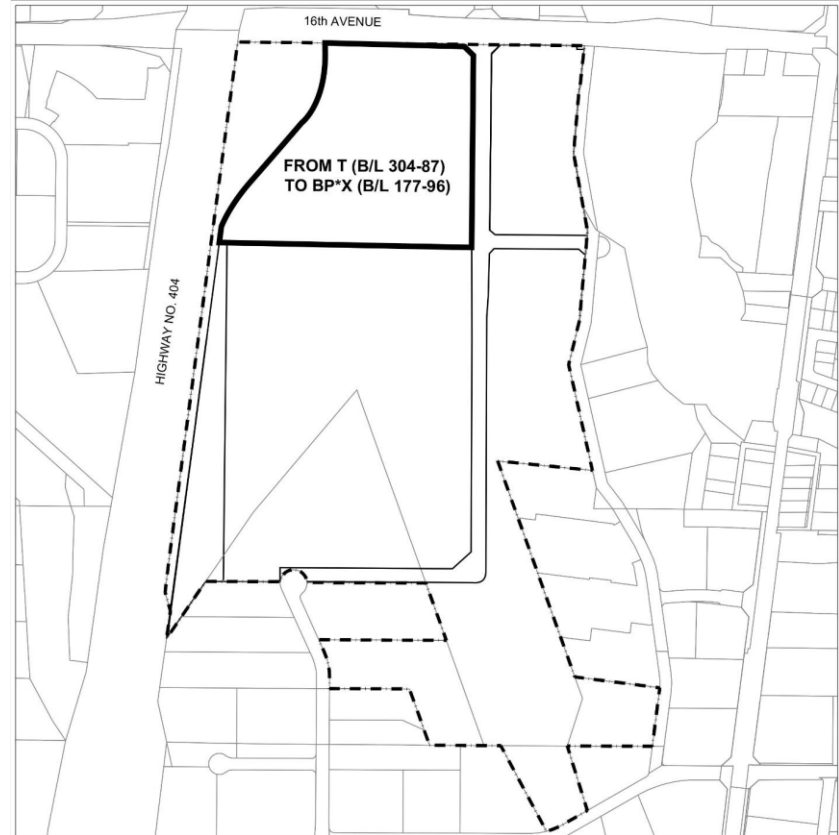 16th AVENUE
FROM T (B/L 304-87)
TO BP*X (B/L 177-96)
HIGHWAY NO. 404